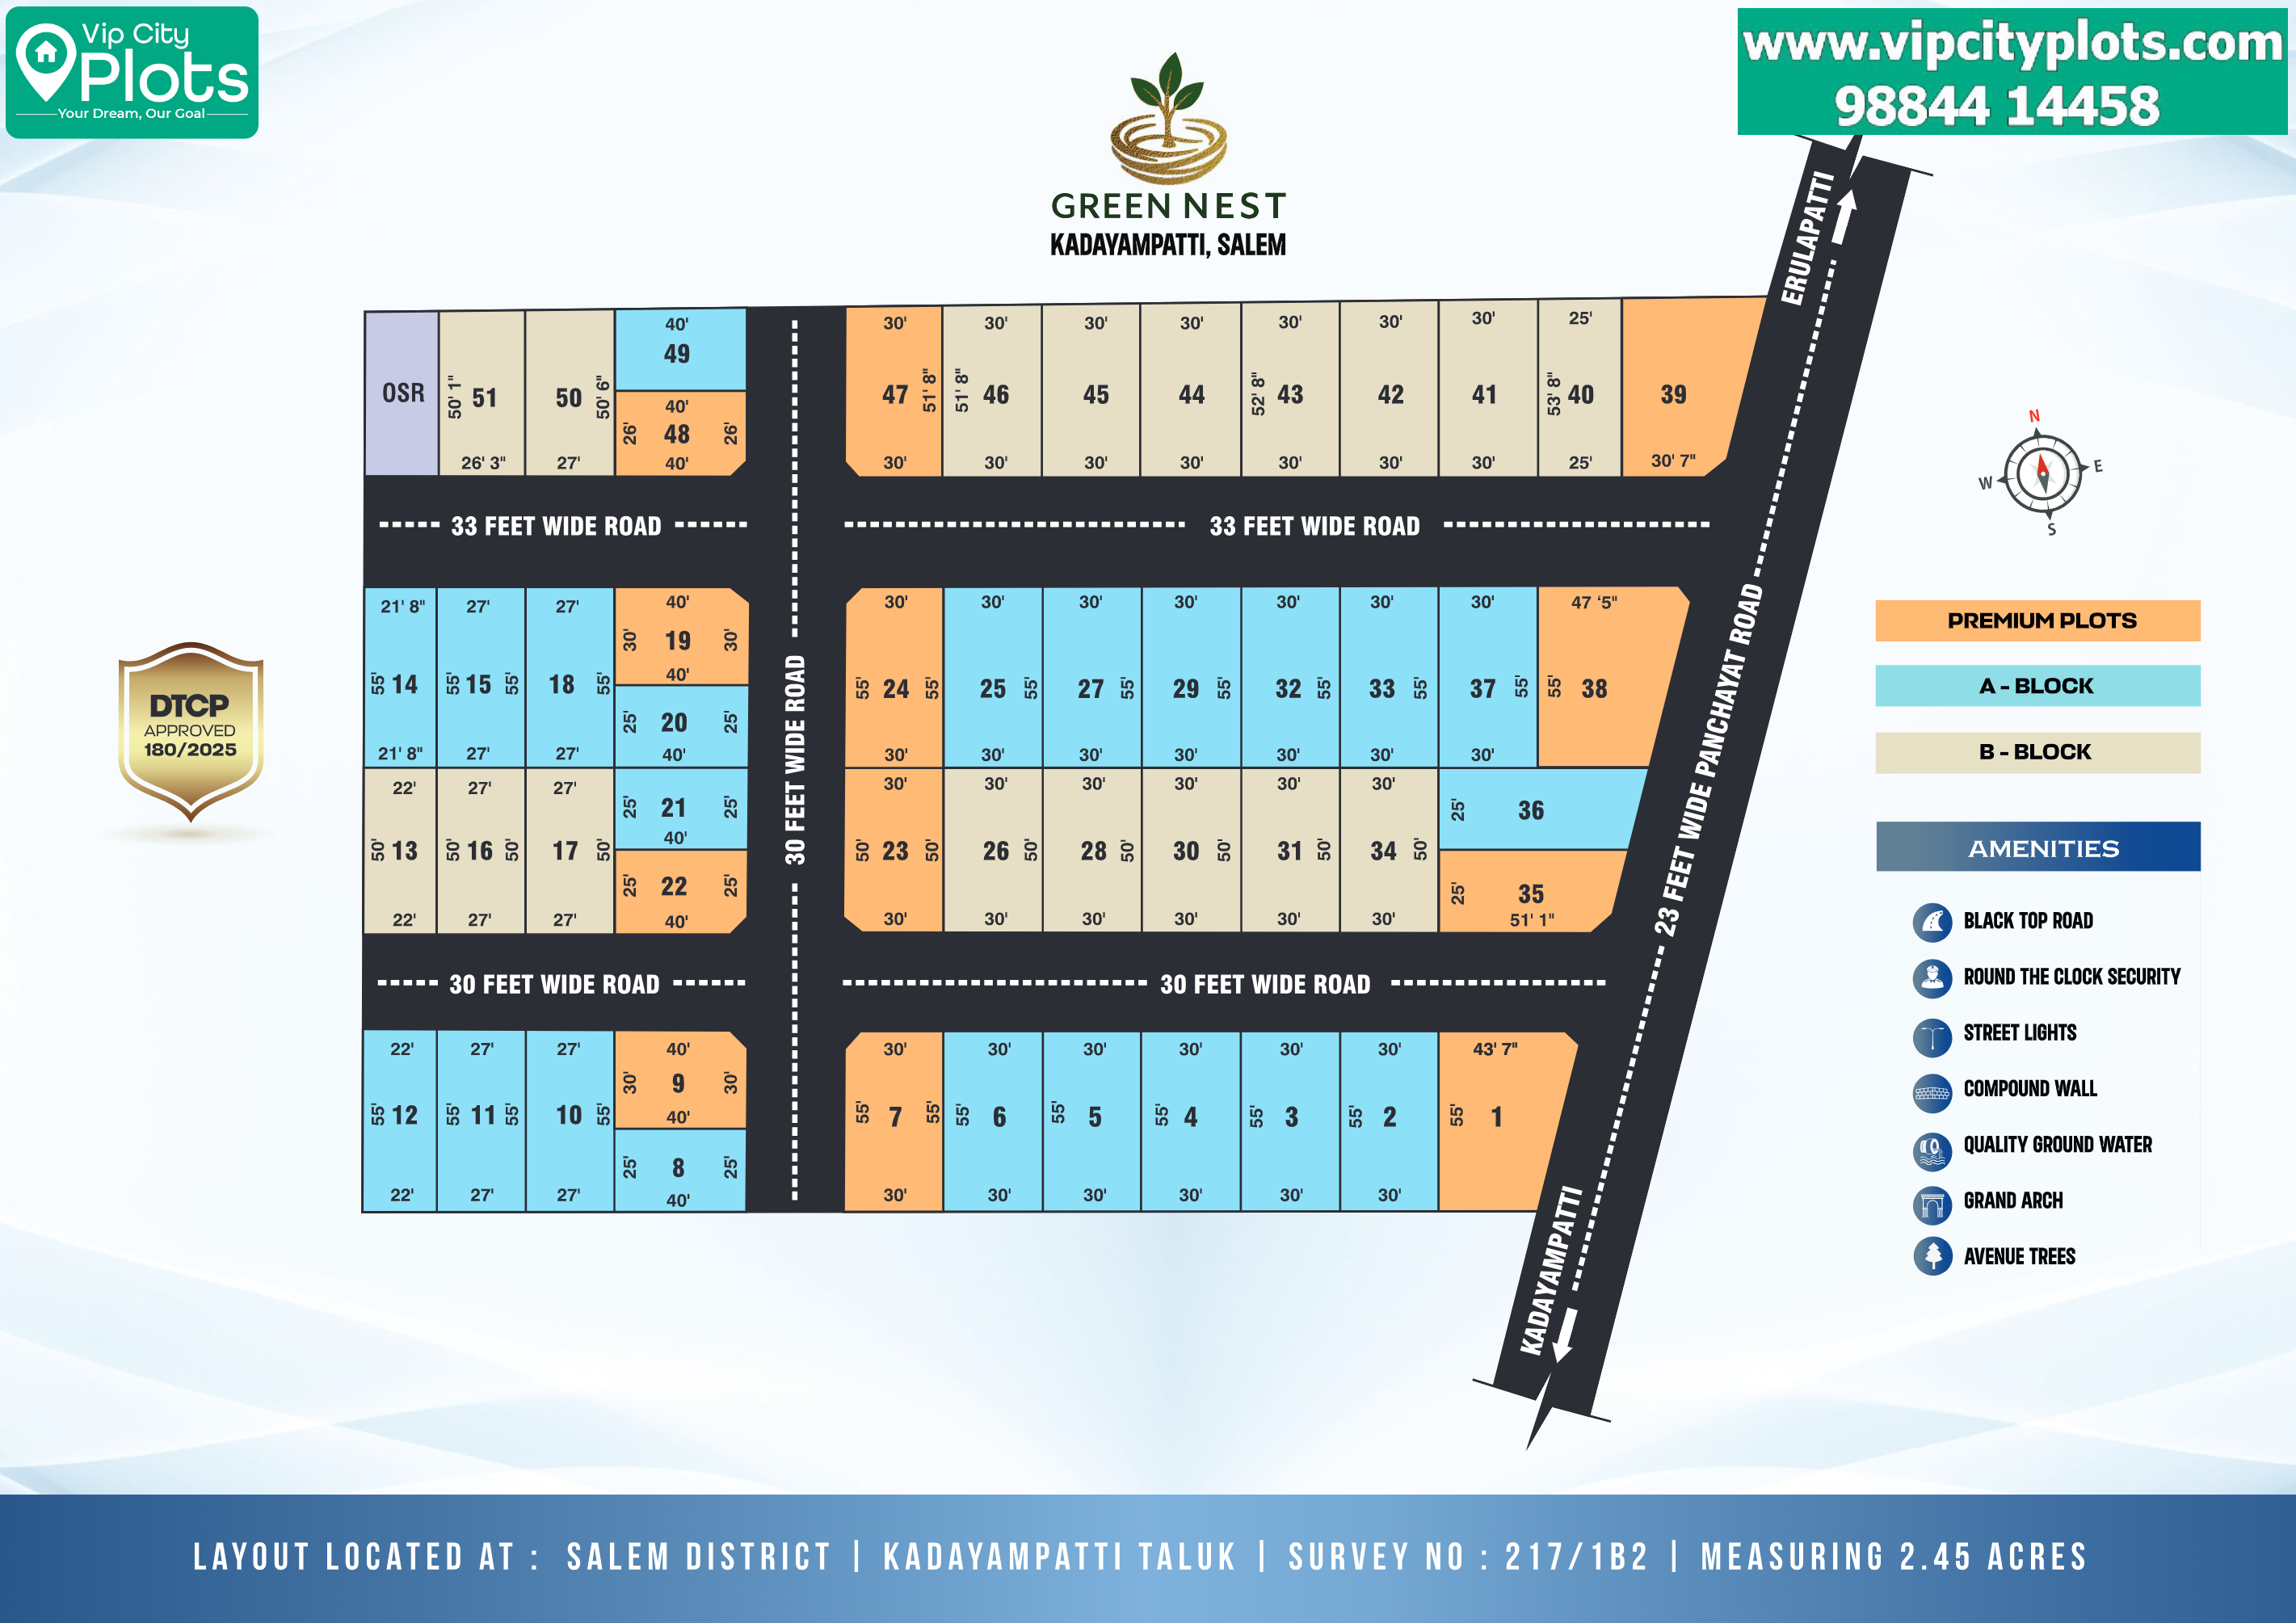 Vip City
Plots
Your Dream, Our Goal
www.vipcityplots.com
98844 14458
GREEN NEST
KADAYAMPATTI, SALEM
ERULAPATTI
OSR
50' 1" 51 26' 3"
50 50' 6" 27'
40' 49
40' 26' 48 26' 40'
30' 47 51' 8" 30'
30' 51' 8" 46 30'
30' 45 30'
30' 44 30'
30' 52' 8" 43 30'
30' 42 30'
30' 41 30'
25' 53' 8" 40 25'
39 30' 7"
N
W E
S
33 FEET WIDE ROAD
33 FEET WIDE ROAD
21' 8" 55' 14 21' 8"
27' 55' 15 55' 27'
27' 18 55' 27'
40' 30' 19 30' 40'
25' 20 25' 40'
30' 55' 24 55' 30'
30' 25 55' 30'
30' 27 55' 30'
30' 29 55' 30'
30' 32 55' 30'
30' 33 55' 30'
30' 37 55' 30'
47 ‘5" 55' 38
22' 50' 13 22'
27' 50' 16 50' 27'
27' 17 50' 27'
25' 21 25' 40'
25' 22 25' 40'
30' 50' 23 50' 30'
30' 26 50' 30'
30' 28 50' 30'
30' 30 50' 30'
30' 31 50' 30'
30' 34 50' 30'
25' 36
25' 35 51' 1"
30 FEET WIDE ROAD
23 FEET WIDE PANCHAYAT ROAD
30 FEET WIDE ROAD
30 FEET WIDE ROAD
22' 55' 12 22'
27' 55' 11 55' 27'
27' 10 55' 27'
40' 30' 9 30' 40'
25' 8 25' 40'
30' 55' 7 55' 30'
30' 55' 6 30'
30' 55' 5 30'
30' 55' 4 30'
30' 55' 3 30'
30' 55' 2 30'
43' 7" 55' 1
KADAYAMPATTI
DTCP
APPROVED
180/2025
PREMIUM PLOTS
A - BLOCK
B - BLOCK
AMENITIES
BLACK TOP ROAD
ROUND THE CLOCK SECURITY
STREET LIGHTS
COMPOUND WALL
QUALITY GROUND WATER
GRAND ARCH
AVENUE TREES
LAYOUT LOCATED AT : SALEM DISTRICT | KADAYAMPATTI TALUK | SURVEY NO : 217/1B2 | MEASURING 2.45 ACRES